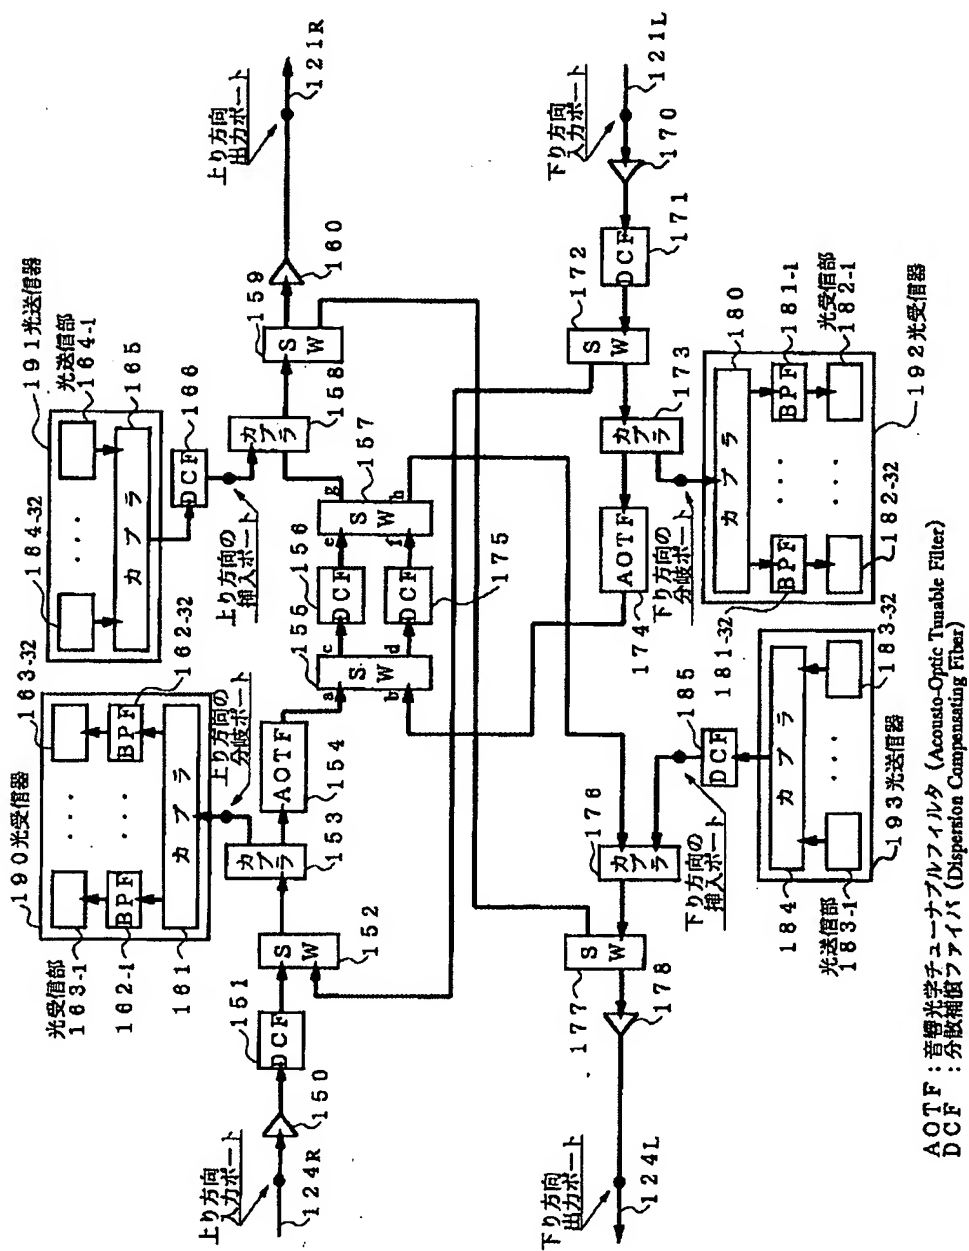 190光受信器
光受信部
163-1
163-32
162-1
BPF
・・・
BPF
162-32
161
カプラ
上り方向の
分岐ポート
184-32
・・・
191光送信器
光送信部
164-1
カプラ
165
DCF
166
上り方向の
挿入ポート
上り方向
入力ポート
124R
150
DCF
151
SW
152
カプラ
153
AOTF
154
a
b
SW
c
d
155
DCF
156
DCF
175
e
f
SW
g
h
157
カプラ
158
SW
159
160
上り方向
出力ポート
121R
下り方向
出力ポート
124L
178
SW
177
カプラ
176
AOTF
174
カプラ
173
SW
172
DCF
171
170
下り方向
入力ポート
121L
下り方向の
挿入ポート
DCF
185
カプラ
184
・・・
光送信部
183-1
183-32
193光送信器
下り方向の
分岐ポート
カプラ
180
BPF
・・・
BPF
181-32
181-1
・・・
光受信部
182-1
182-32
192光受信器
AOTF:音響光学チューナブルフィルタ(Acousto-Optic Tunable Filter)
DCF :分散補償ファイバ(Dispersion Compensating Fiber)